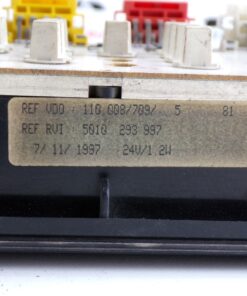 REF VDO : 110.008/709/ 5 81
REF RVI : 5010 293 997
7/ 11/ 1997 24V/1.2W